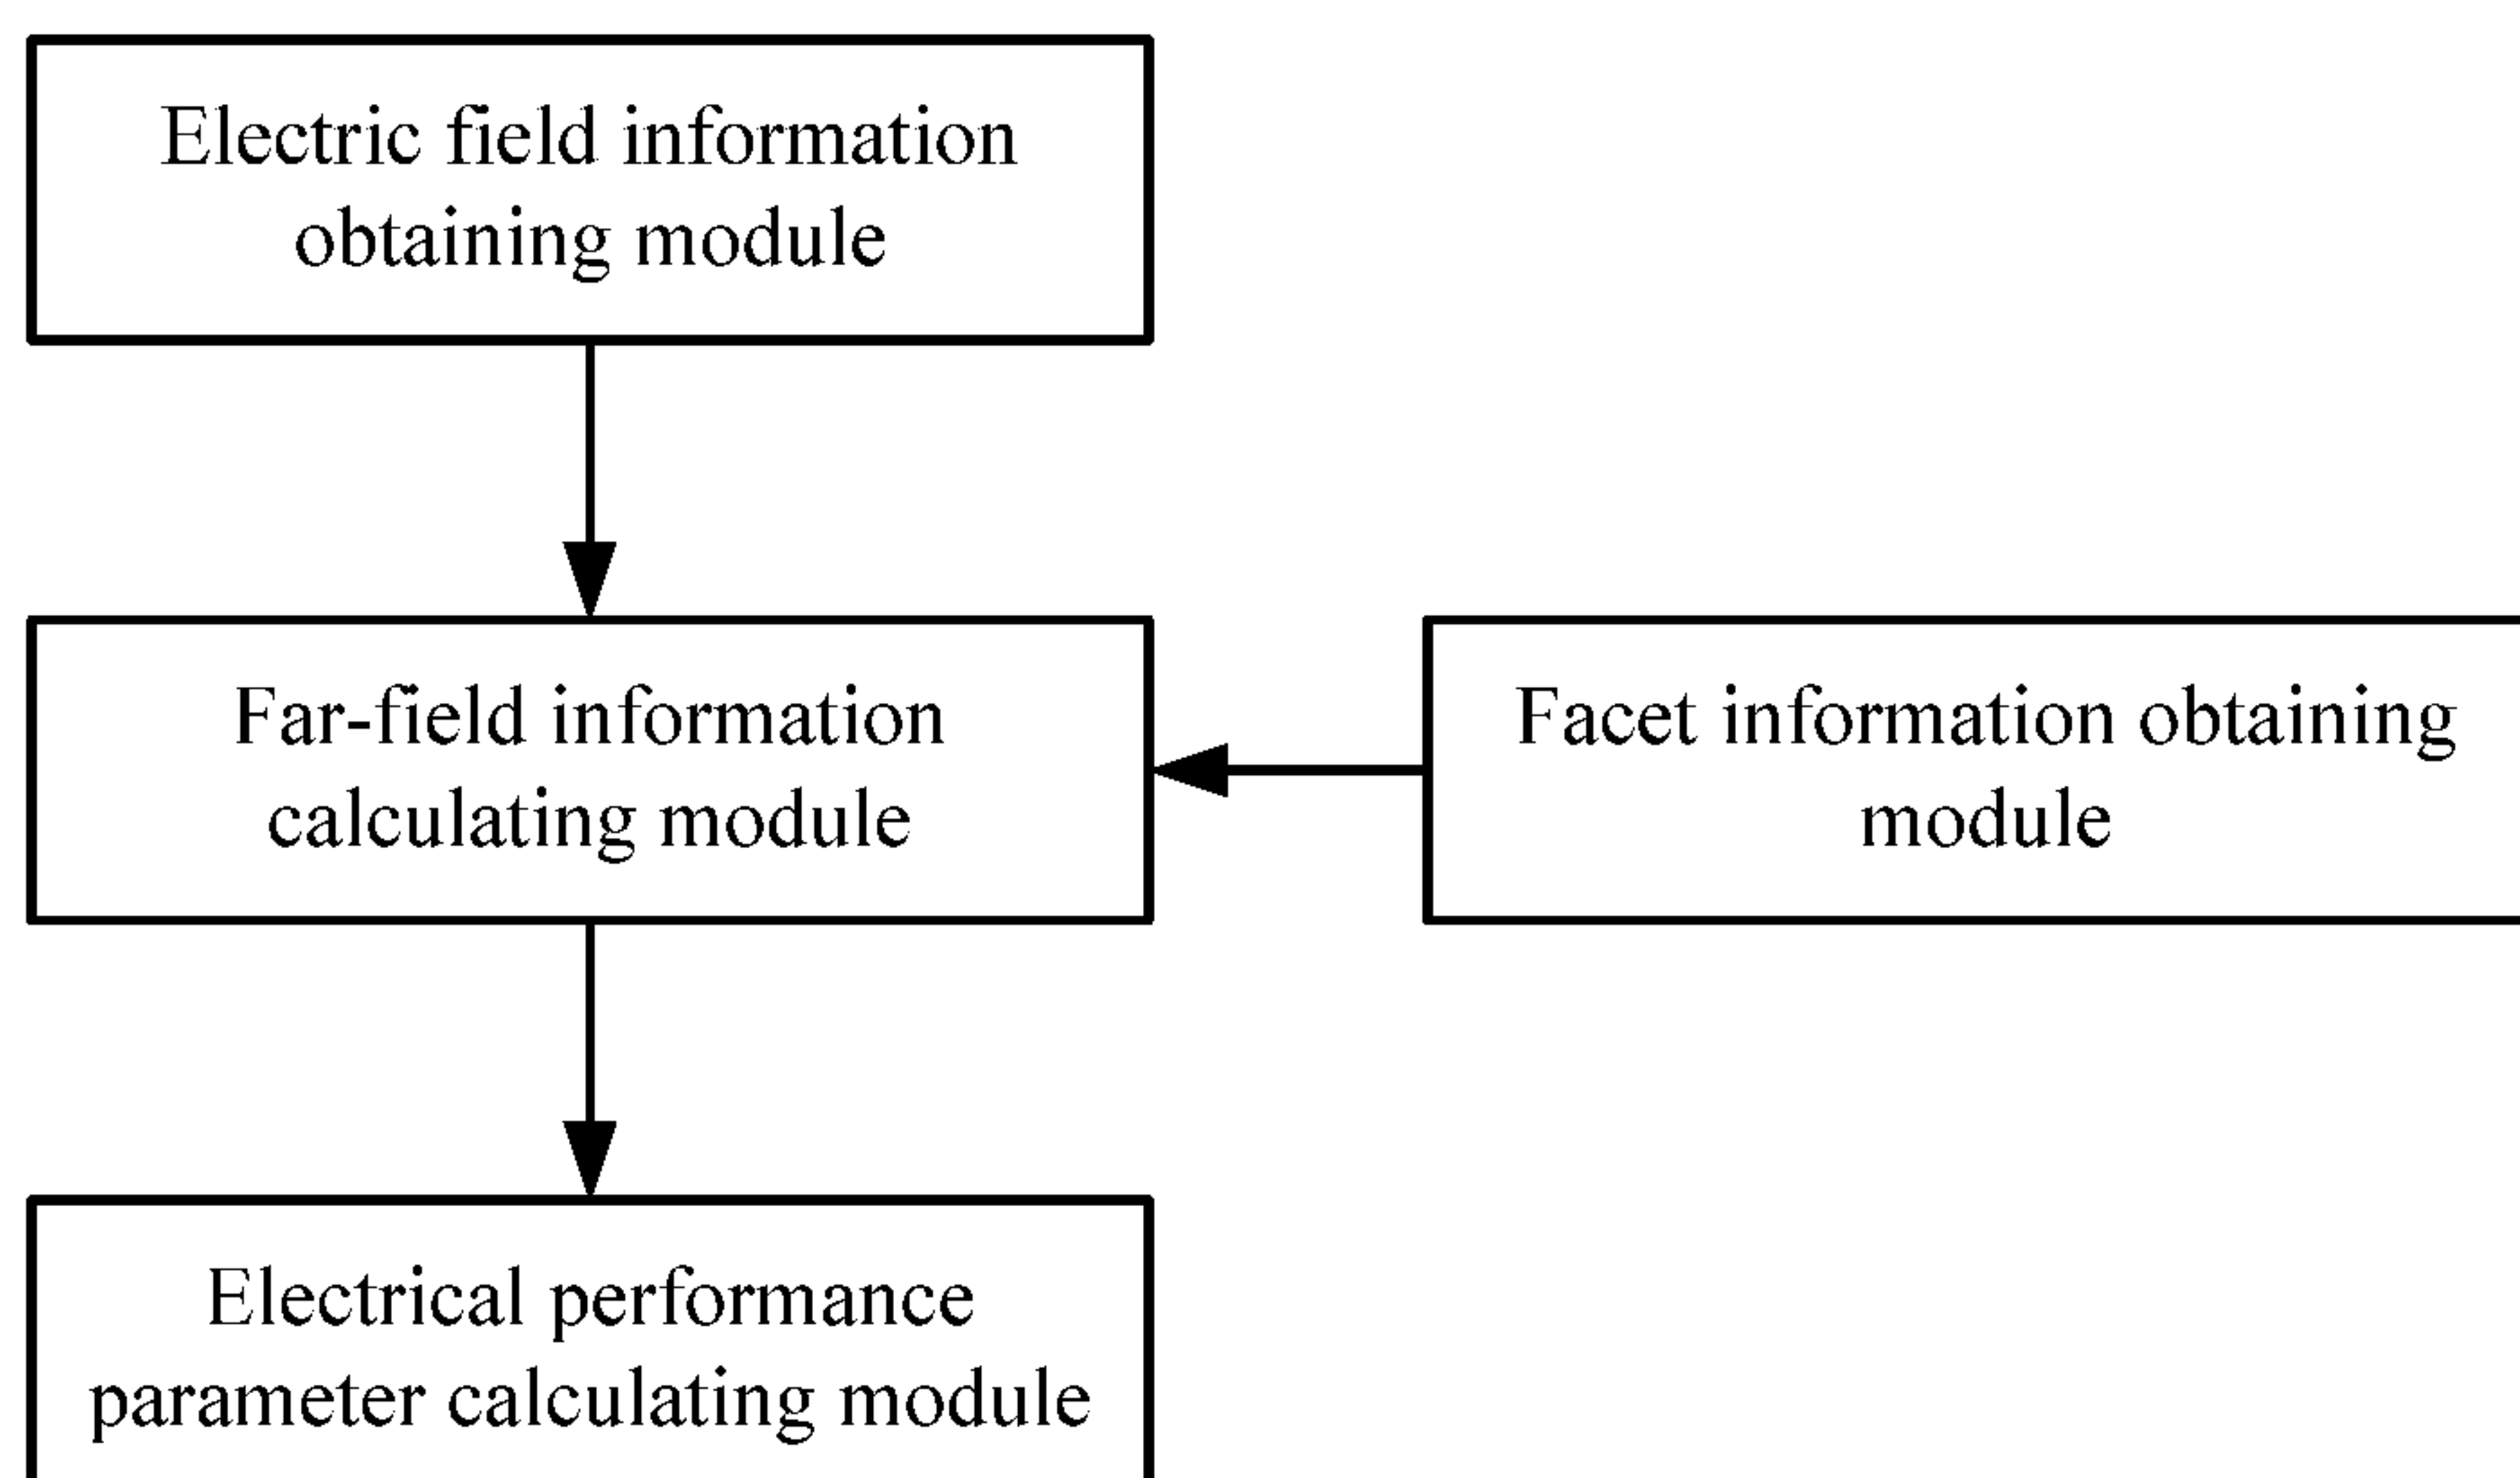 Electric field information
obtaining module
Far-field information
calculating module
Facet information obtaining
module
Electrical performance
parameter calculating module